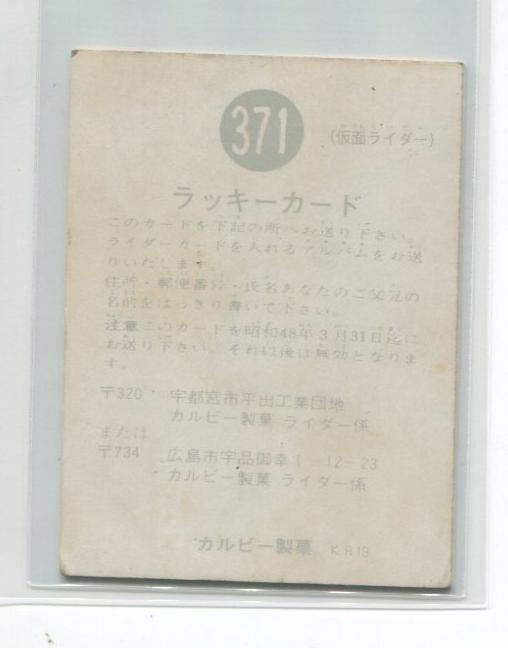 371
(仮面ライダー)
ラッキーカード
このカードを下記の所へお送り下さい。
ライダーカードを入れるアルバムをお送
りいたします。
住所・郵便番号・氏名あなたのご父兄の
名前をはっきり書いて下さい。
注意このカードを昭和48年3月31日迄に
お送り下さい。それ以後は無効となりま
す。
〒320 宇都宮市平出工業団地
カルビー製菓 ライダー係
または
〒734 広島市宇品御幸1-12-23
カルビー製菓 ライダー係
カルビー製菓 KR19